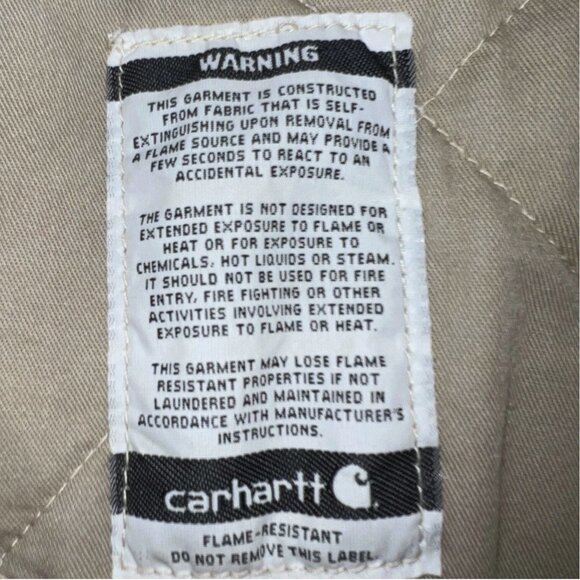 WARNING
THIS GARMENT IS CONSTRUCTED
FROM FABRIC THAT IS SELF-
EXTINGUISHING UPON REMOVAL FROM
A FLAME SOURCE AND MAY PROVIDE A
FEW SECONDS TO REACT TO AN
ACCIDENTAL EXPOSURE.
THE GARMENT IS NOT DESIGNED FOR
EXTENDED EXPOSURE TO FLAME OR
HEAT OR FOR EXPOSURE TO
CHEMICALS, HOT LIQUIDS OR STEAM.
IT SHOULD NOT BE USED FOR FIRE
ENTRY, FIRE FIGHTING OR OTHER
ACTIVITIES INVOLVING EXTENDED
EXPOSURE TO FLAME OR HEAT.
THIS GARMENT MAY LOSE FLAME
RESISTANT PROPERTIES IF NOT
LAUNDERED AND MAINTAINED IN
ACCORDANCE WITH MANUFACTURER'S
INSTRUCTIONS.
carhartt
FLAME-RESISTANT
DO NOT REMOVE THIS LABEL.